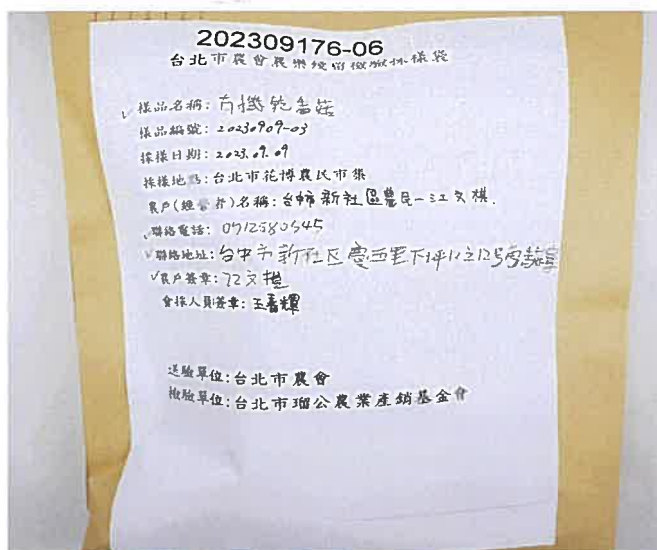 202309176-06
台北市農會農藥殘留檢驗採樣袋
✓樣品名稱: 有機乾香菇
樣品編號: 20230909-03
採樣日期: 2023.09.09
採樣地點: 台北市花博農民市集
農戶(經營者)名稱: 台中市新社區農民-江文棋.
✓聯絡電話:
✓聯絡地址: 台中市新社区
✓農戶簽章: 江文棋
會採人員簽章: 王書輝
送驗單位: 台北市農會
檢驗單位: 台北市瑠公農業產銷基金會